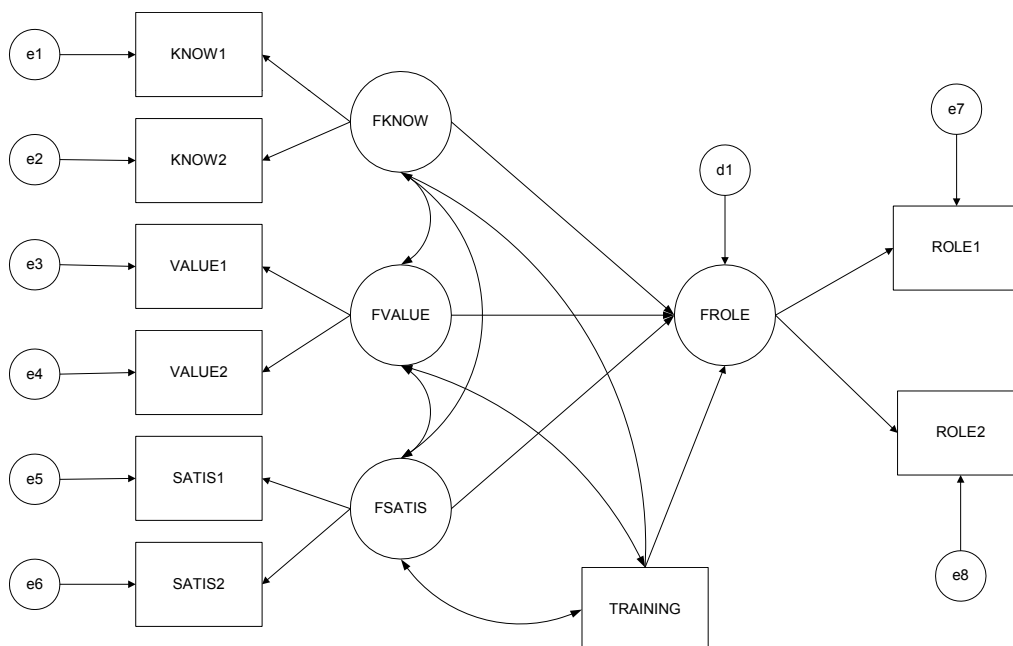 e1
KNOW1
FKNOW
e2
KNOW2
e3
VALUE1
FVALUE
e4
VALUE2
e5
SATIS1
FSATIS
e6
SATIS2
TRAINING
d1
FROLE
e7
ROLE1
ROLE2
e8